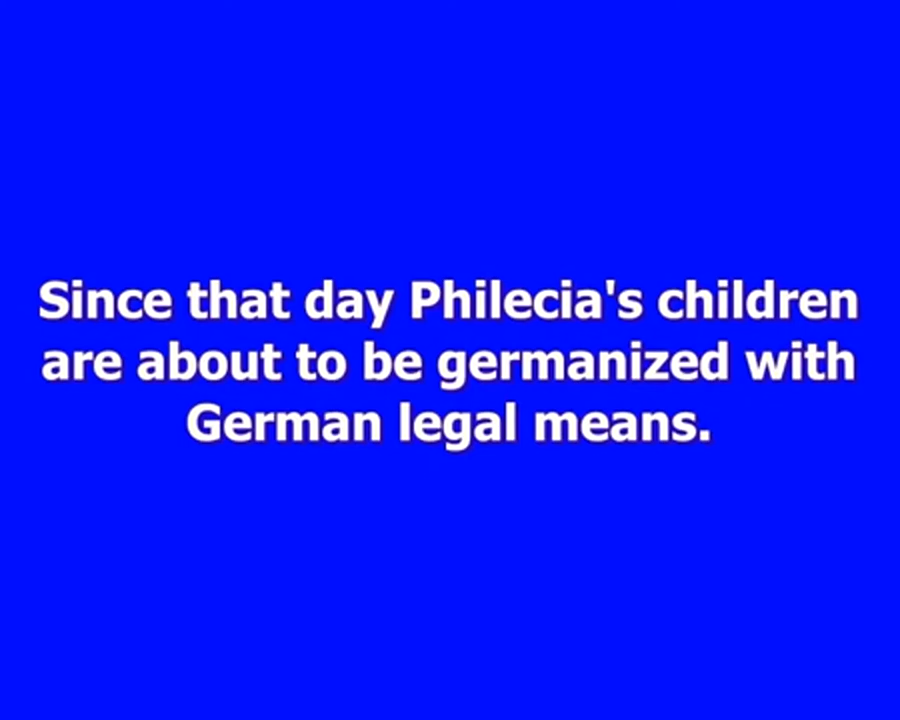 Since that day Philecia's children
are about to be germanized with
German legal means.